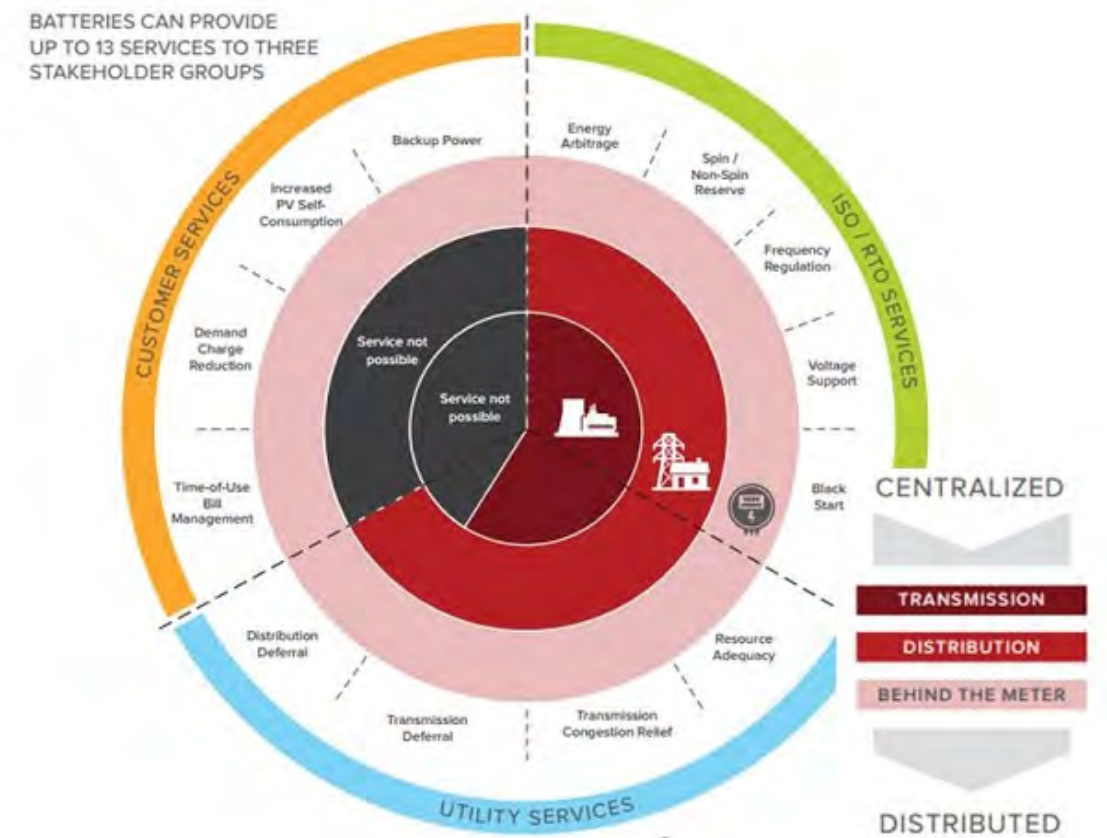 BATTERIES CAN PROVIDE
UP TO 13 SERVICES TO THREE
STAKEHOLDER GROUPS
CUSTOMER SERVICES
ISO / RTO SERVICES
UTILITY SERVICES
Backup Power
Energy
Arbitrage
Spin /
Non-Spin
Reserve
Increased
PV Self-
Consumption
Frequency
Regulation
Demand
Charge
Reduction
Service not
possible
Service not
possible
Voltage
Support
Time-of-Use
Bill
Management
Black
Start
Distribution
Deferral
Resource
Adequacy
Transmission
Deferral
Transmission
Congestion Relief
CENTRALIZED
TRANSMISSION
DISTRIBUTION
BEHIND THE METER
DISTRIBUTED